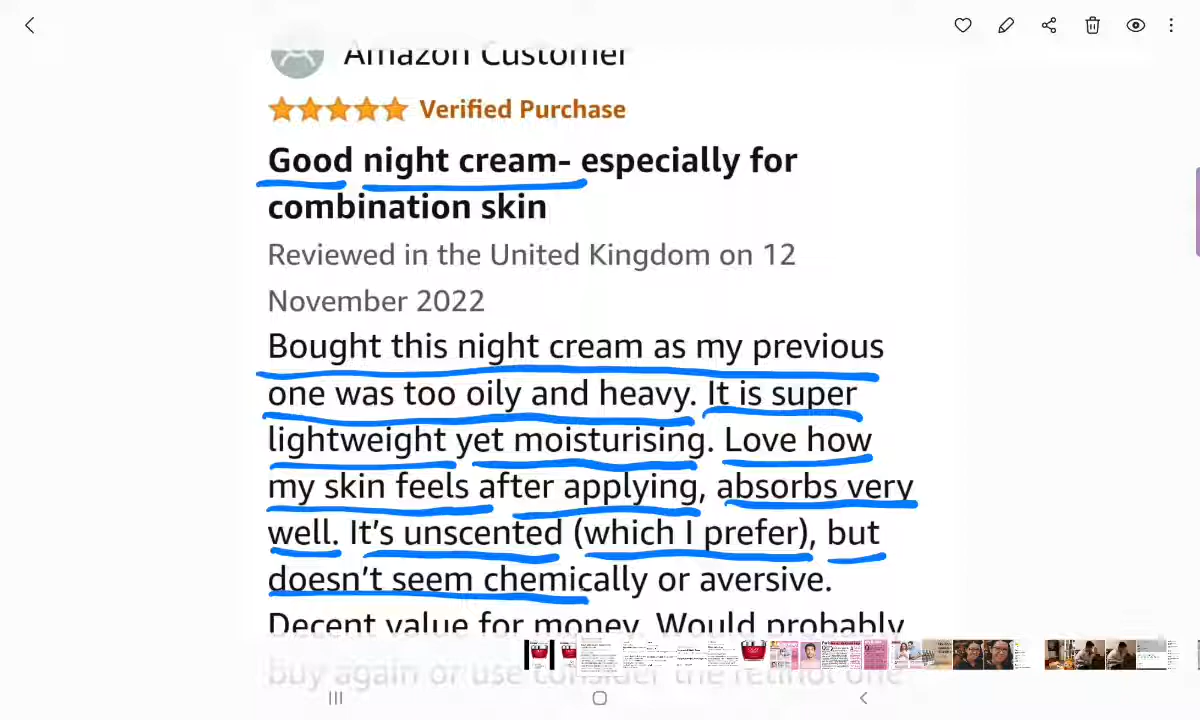 Amazon Customer
Verified Purchase
Good night cream- especially for
combination skin
Reviewed in the United Kingdom on 12
November 2022
Bought this night cream as my previous
one was too oily and heavy. It is super
lightweight yet moisturising. Love how
my skin feels after applying, absorbs very
well. It's unscented (which I prefer), but
doesn't seem chemically or aversive.
Decent value for money. Would probably
buy again or use consider the retinol one